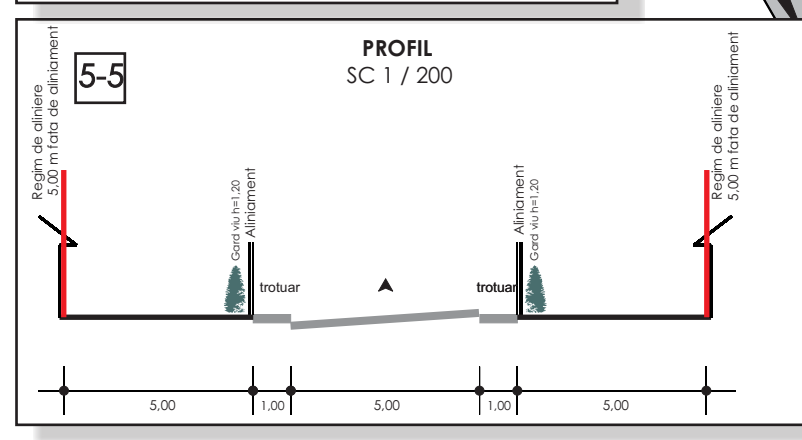 PROFIL
SC 1 / 200
5-5
Regim de aliniere
5,00 m fata de aliniament
Gard viu h=1,20
Aliniament
trotuar
trotuar
Aliniament
Gard viu h=1,20
Regim de aliniere
5,00 m fata de aliniament
5,00
1,00
5,00
1,00
5,00